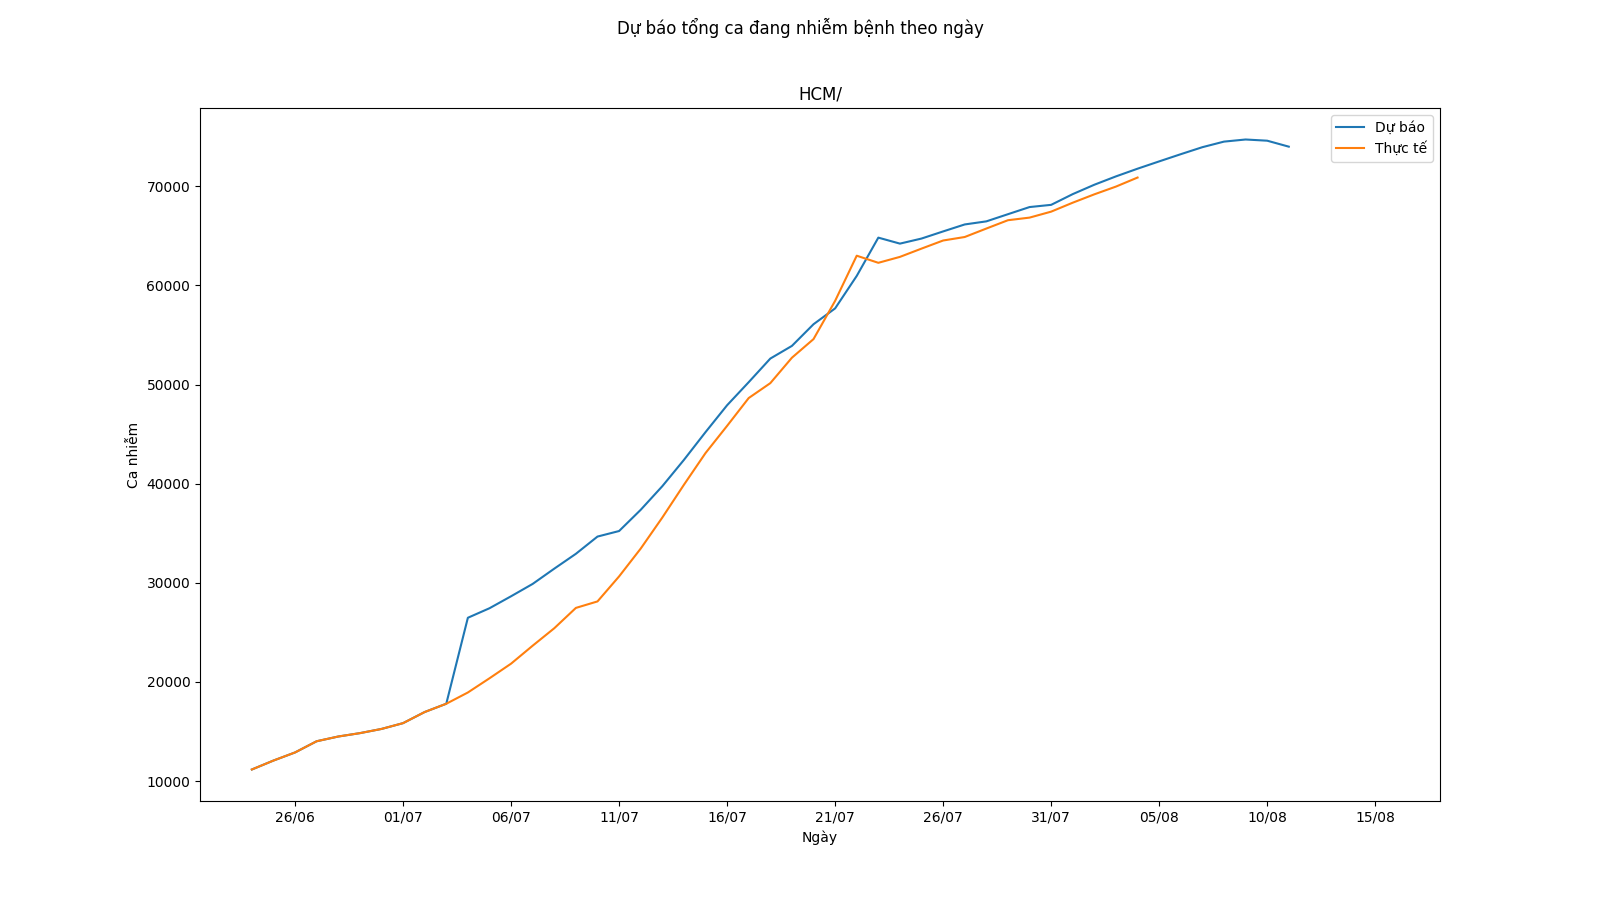 Dự báo tổng ca đang nhiễm bệnh theo ngày
HCM/
Dự báo
Thực tế
Ca nhiễm
70000
60000
50000
40000
30000
20000
10000
26/06 01/07 06/07 11/07 16/07 21/07 26/07 31/07 05/08 10/08 15/08
Ngày